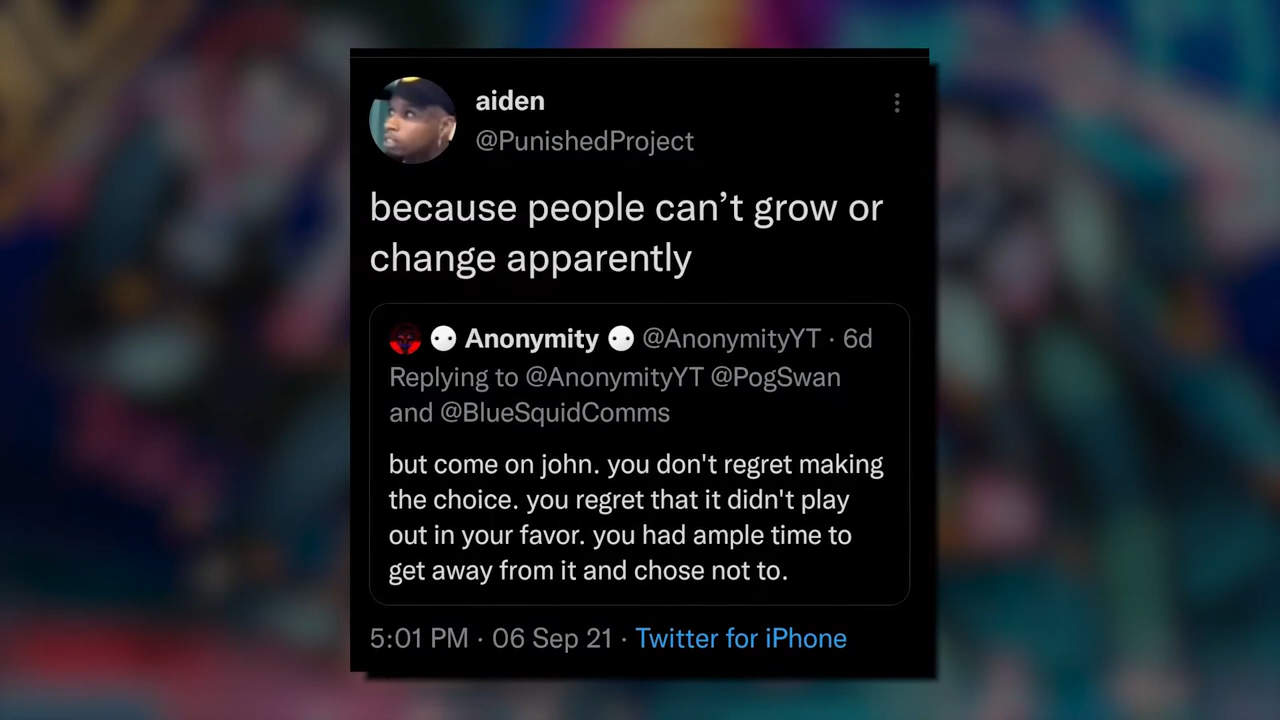 aiden
@PunishedProject
because people can’t grow or
change apparently
Anonymity @AnonymityYT · 6d
Replying to @AnonymityYT @PogSwan
and @BlueSquidComms
but come on john. you don't regret making
the choice. you regret that it didn't play
out in your favor. you had ample time to
get away from it and chose not to.
5:01 PM · 06 Sep 21 · Twitter for iPhone